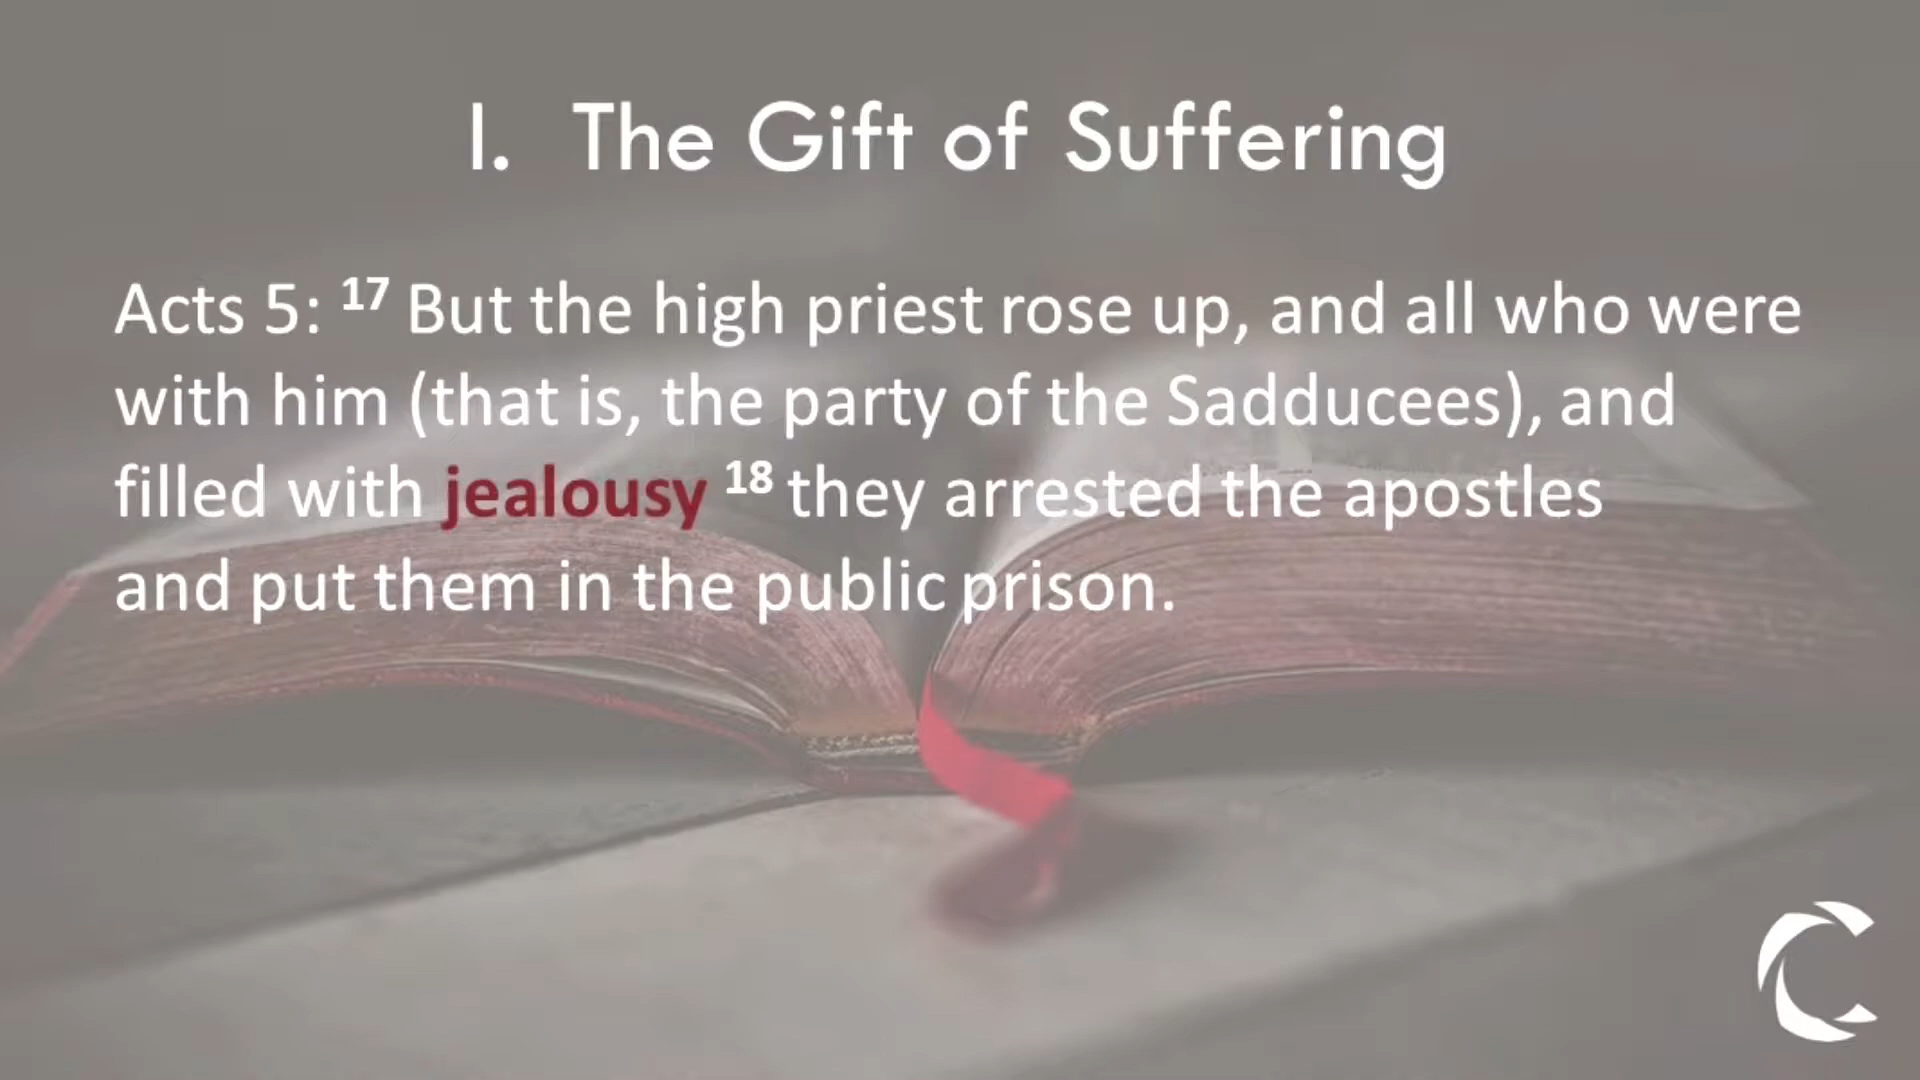 I. The Gift of Suffering
Acts 5: 17 But the high priest rose up, and all who were
with him (that is, the party of the Sadducees), and
filled with jealousy 18 they arrested the apostles
and put them in the public prison.